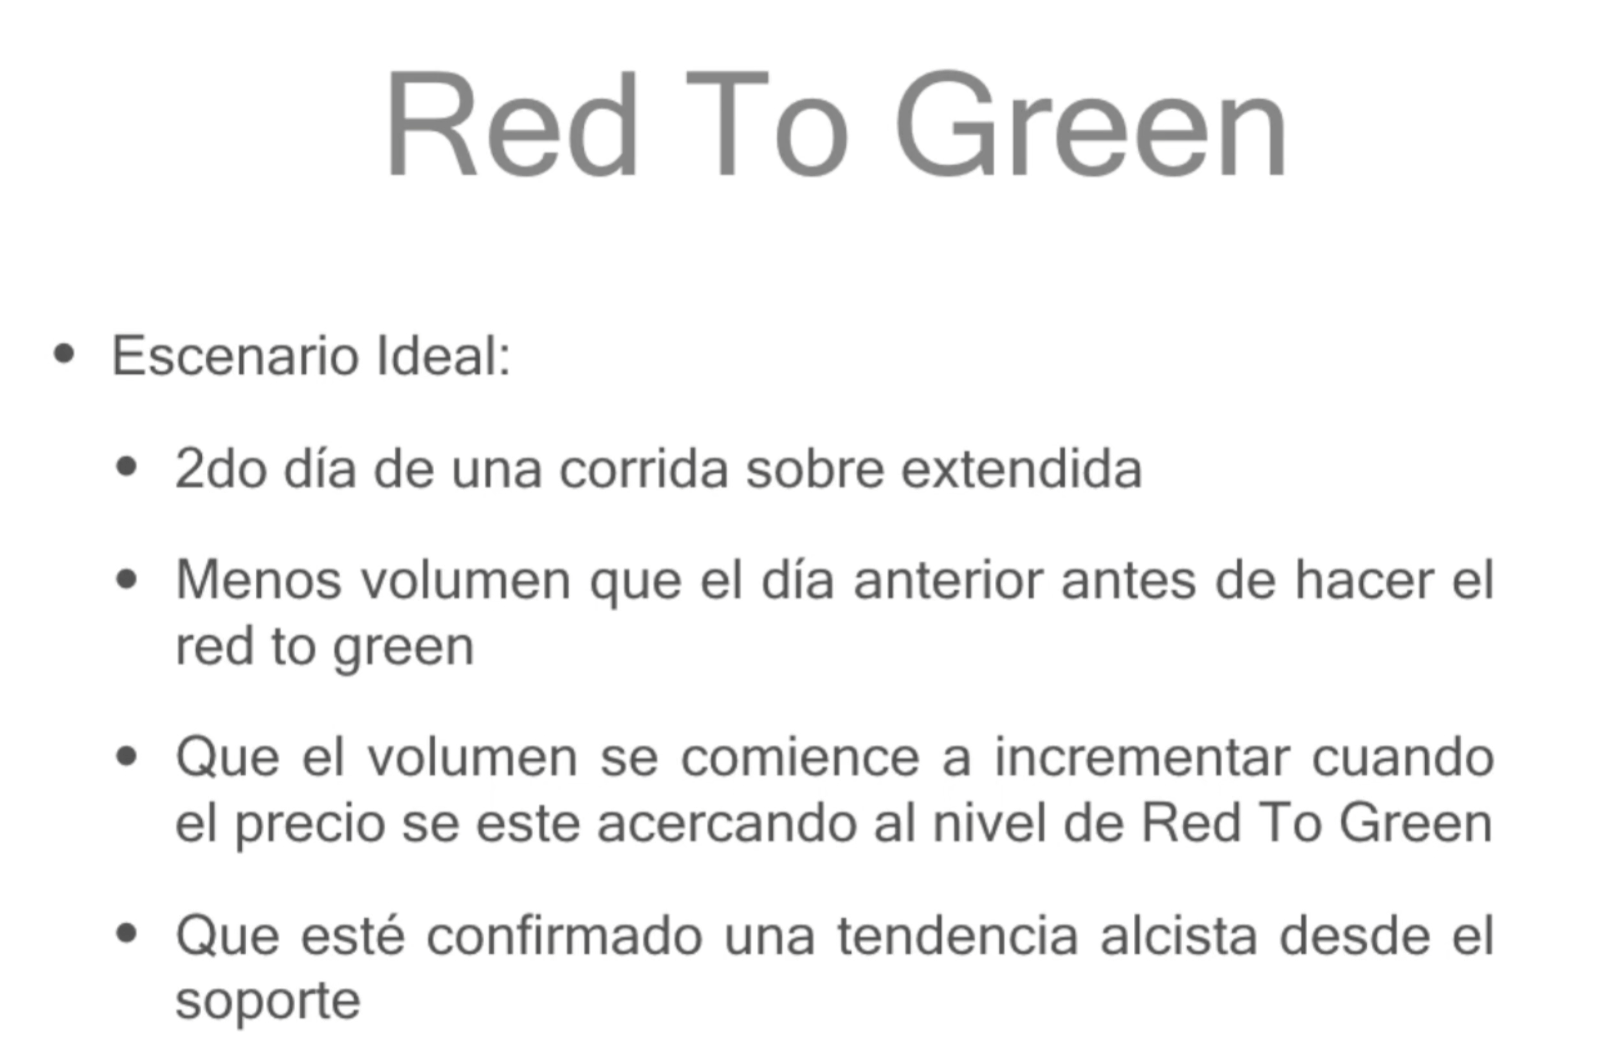 Red To Green
• Escenario Ideal:
• 2do día de una corrida sobre extendida
• Menos volumen que el día anterior antes de hacer el
red to green
• Que el volumen se comience a incrementar cuando
el precio se este acercando al nivel de Red To Green
• Que esté confirmado una tendencia alcista desde el
soporte